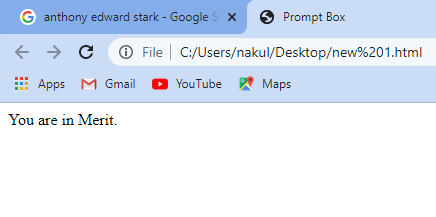 anthony edward stark - Google S
Prompt Box
File | C:/Users/nakul/Desktop/new%201.html
Apps Gmail YouTube Maps
You are in Merit.